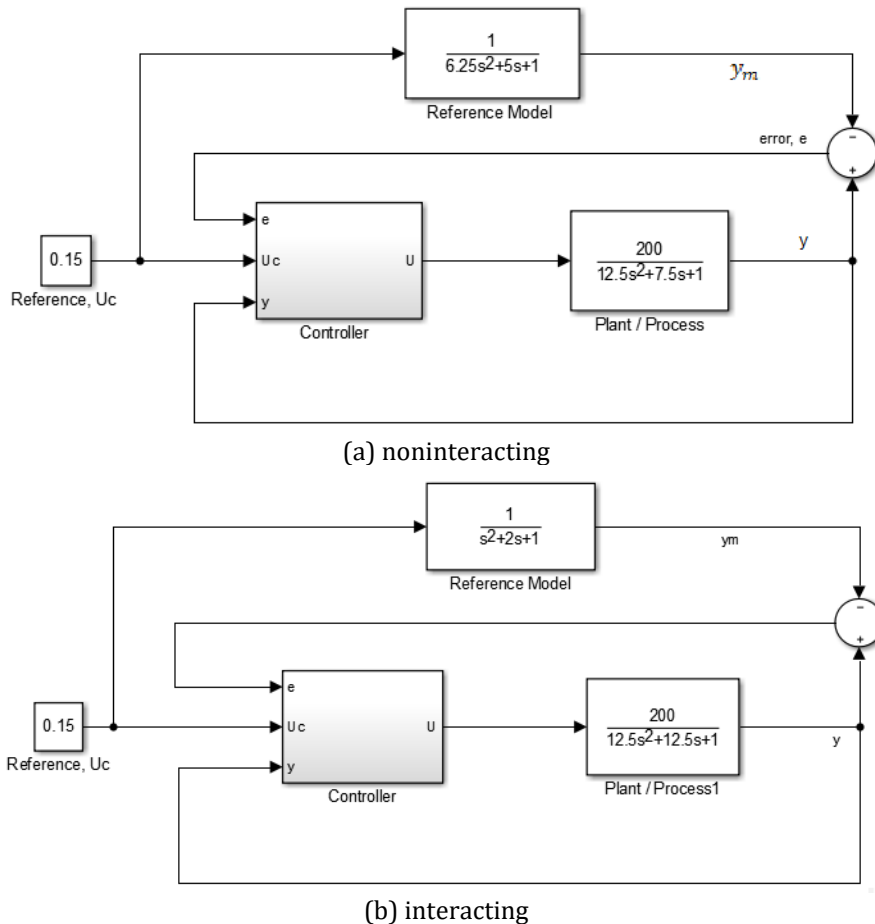 1
6.25s²+5s+1
Reference Model
yₘ
error, e
−
+
e
Uc
y
U
Controller
0.15
Reference, Uc
200
12.5s²+7.5s+1
Plant / Process
y
(a) noninteracting
1
s²+2s+1
Reference Model
ym
−
+
e
Uc
y
U
Controller
0.15
Reference, Uc
200
12.5s²+12.5s+1
Plant / Process1
y
(b) interacting